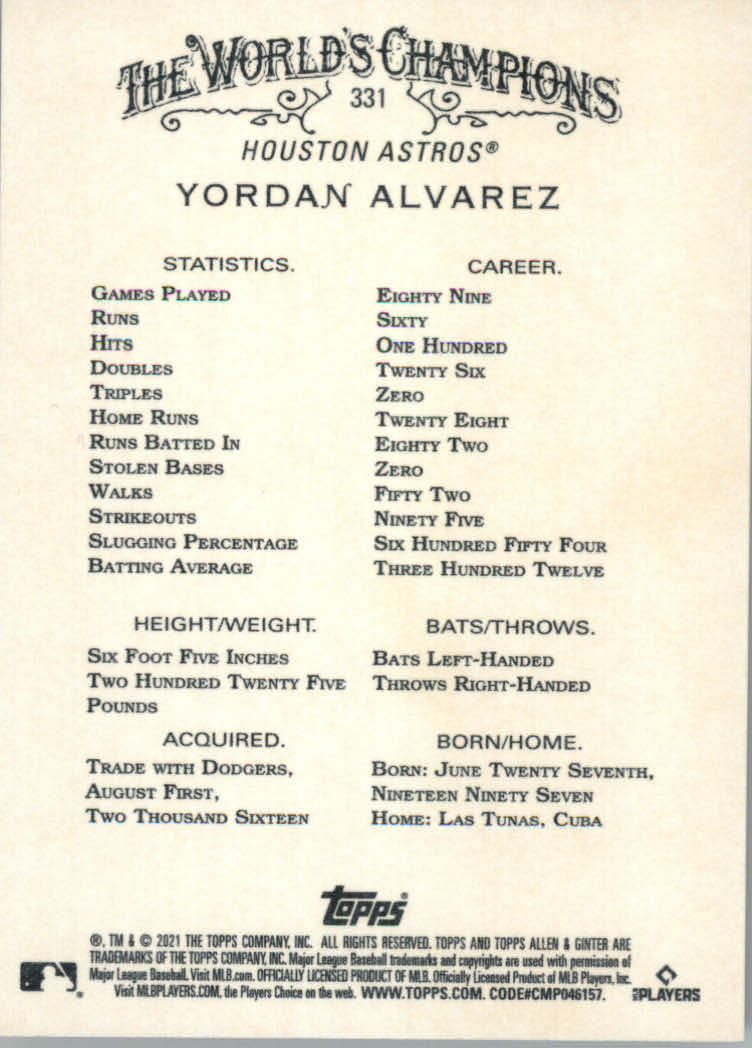 THE WORLD'S CHAMPIONS
331
HOUSTON ASTROS®
YORDAN ALVAREZ
STATISTICS. CAREER.
GAMES PLAYED EIGHTY NINE
RUNS SIXTY
HITS ONE HUNDRED
DOUBLES TWENTY SIX
TRIPLES ZERO
HOME RUNS TWENTY EIGHT
RUNS BATTED IN EIGHTY TWO
STOLEN BASES ZERO
WALKS FIFTY TWO
STRIKEOUTS NINETY FIVE
SLUGGING PERCENTAGE SIX HUNDRED FIFTY FOUR
BATTING AVERAGE THREE HUNDRED TWELVE
HEIGHT/WEIGHT.
SIX FOOT FIVE INCHES
TWO HUNDRED TWENTY FIVE
POUNDS
BATS/THROWS.
BATS LEFT-HANDED
THROWS RIGHT-HANDED
ACQUIRED.
TRADE WITH DODGERS,
AUGUST FIRST,
TWO THOUSAND SIXTEEN
BORN/HOME.
BORN: JUNE TWENTY SEVENTH,
NINETEEN NINETY SEVEN
HOME: LAS TUNAS, CUBA
topps®
®, TM & © 2021 THE TOPPS COMPANY, INC. ALL RIGHTS RESERVED. TOPPS AND TOPPS ALLEN & GINTER ARE
TRADEMARKS OF THE TOPPS COMPANY, INC. Major League Baseball trademarks and copyrights are used with permission of
Major League Baseball. Visit MLB.com. OFFICIALLY LICENSED PRODUCT OF MLB. Officially Licensed Product of MLB Players, Inc.
Visit MLBPLAYERS.COM, the Players Choice on the web. WWW.TOPPS.COM. CODE#CMP046157.
PLAYERS